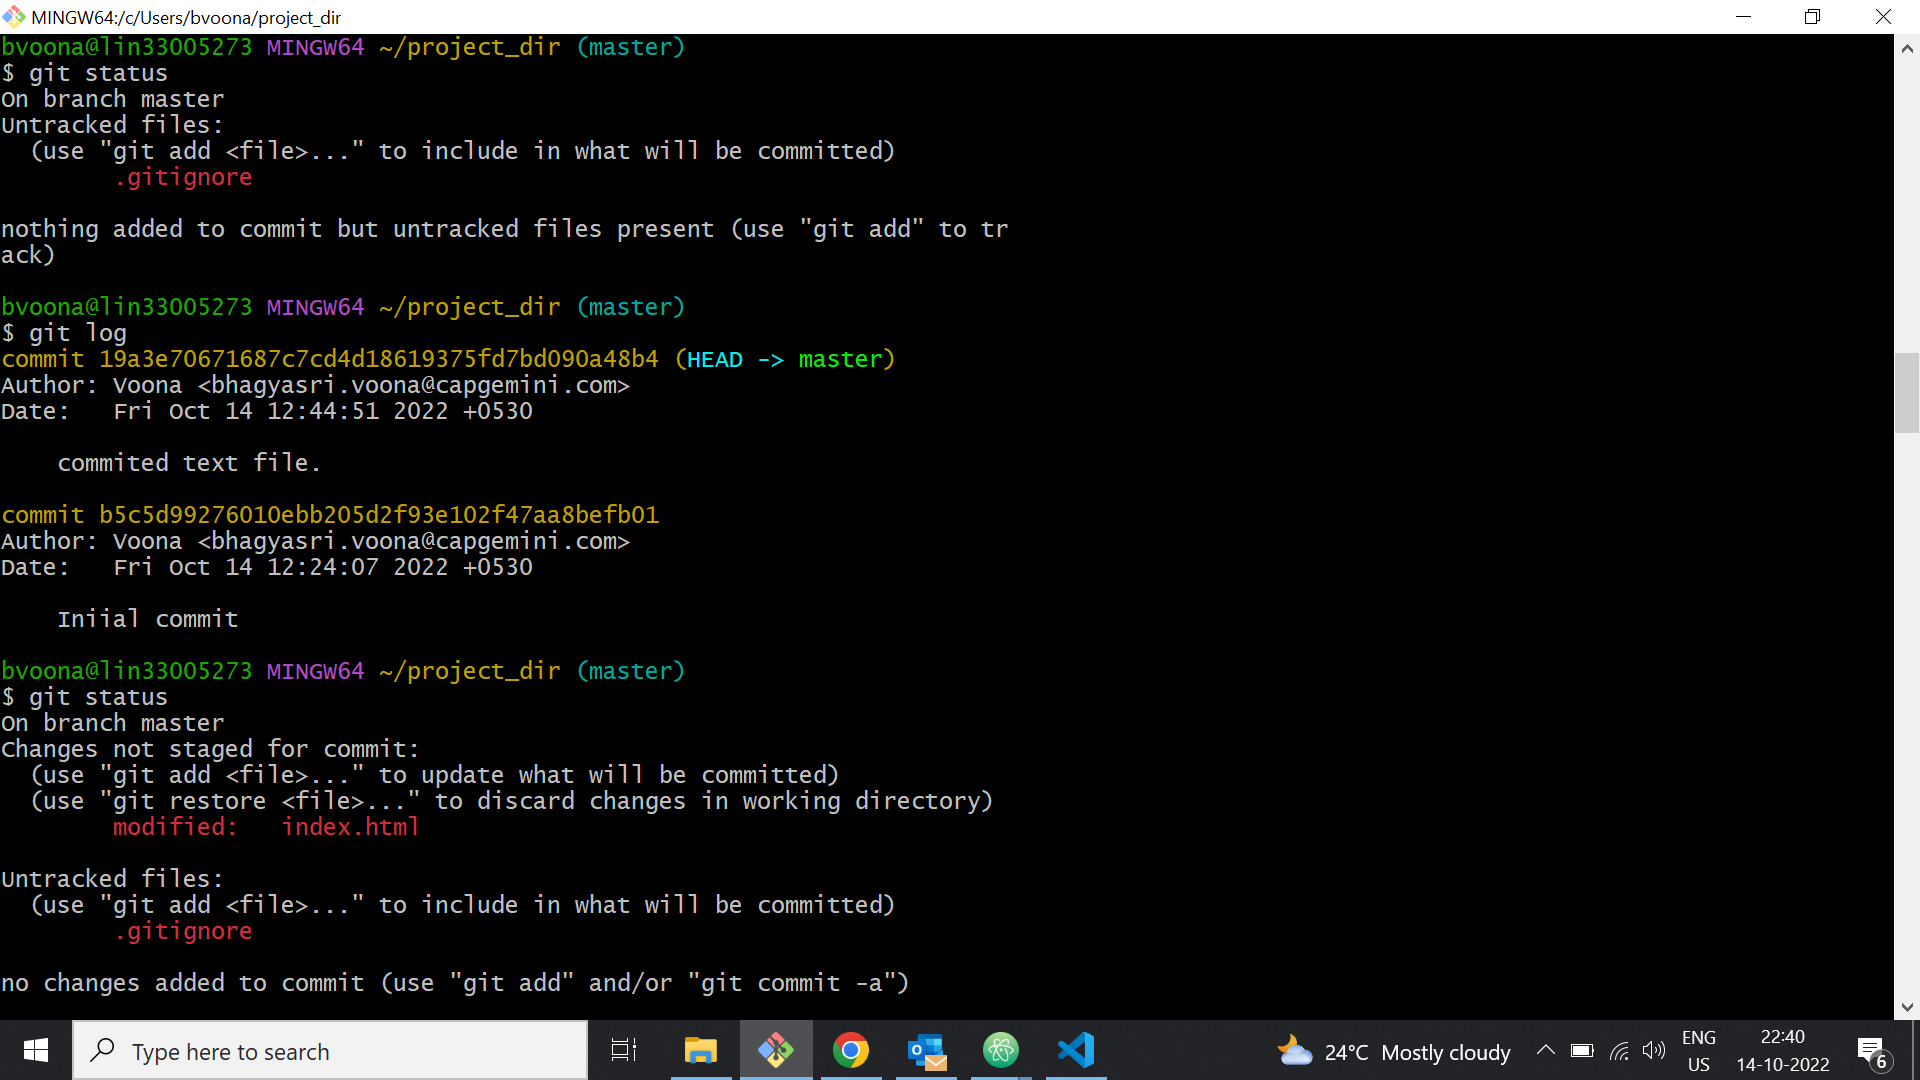 MINGW64:/c/Users/bvoona/project_dir
bvoona@lin33005273 MINGW64 ~/project_dir (master)
$ git status
On branch master
Untracked files:
  (use "git add <file>..." to include in what will be committed)
        .gitignore

nothing added to commit but untracked files present (use "git add" to tr
ack)

bvoona@lin33005273 MINGW64 ~/project_dir (master)
$ git log
commit 19a3e70671687c7cd4d18619375fd7bd090a48b4 (HEAD -> master)
Author: Voona <bhagyasri.voona@capgemini.com>
Date:   Fri Oct 14 12:44:51 2022 +0530

    commited text file.

commit b5c5d99276010ebb205d2f93e102f47aa8befb01
Author: Voona <bhagyasri.voona@capgemini.com>
Date:   Fri Oct 14 12:24:07 2022 +0530

    Iniial commit

bvoona@lin33005273 MINGW64 ~/project_dir (master)
$ git status
On branch master
Changes not staged for commit:
  (use "git add <file>..." to update what will be committed)
  (use "git restore <file>..." to discard changes in working directory)
        modified:   index.html

Untracked files:
  (use "git add <file>..." to include in what will be committed)
        .gitignore

no changes added to commit (use "git add" and/or "git commit -a")
Type here to search
24°C Mostly cloudy
ENG
US
22:40
14-10-2022
6